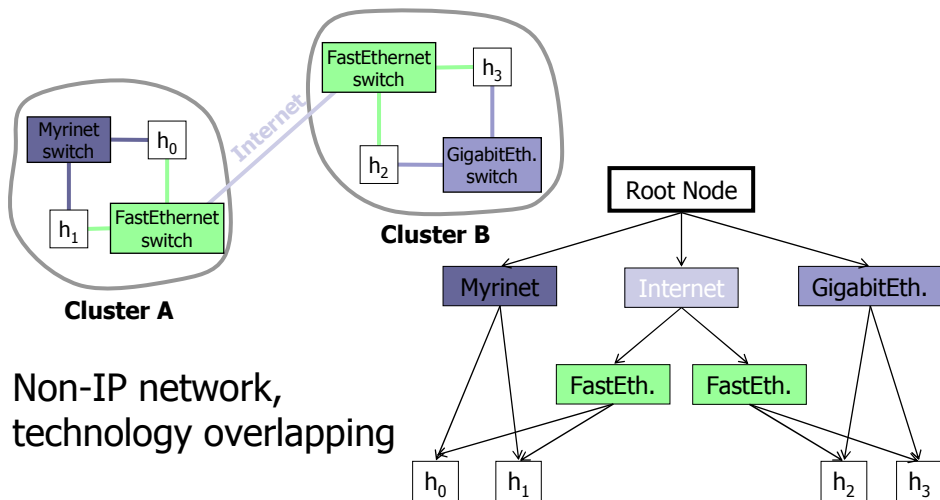 FastEthernet
switch
h3
Internet
h2
GigabitEth.
switch
Cluster B
Myrinet
switch
h0
h1
FastEthernet
switch
Cluster A
Root Node
Myrinet
Internet
GigabitEth.
FastEth.
FastEth.
h0
h1
h2
h3
Non-IP network,
technology overlapping